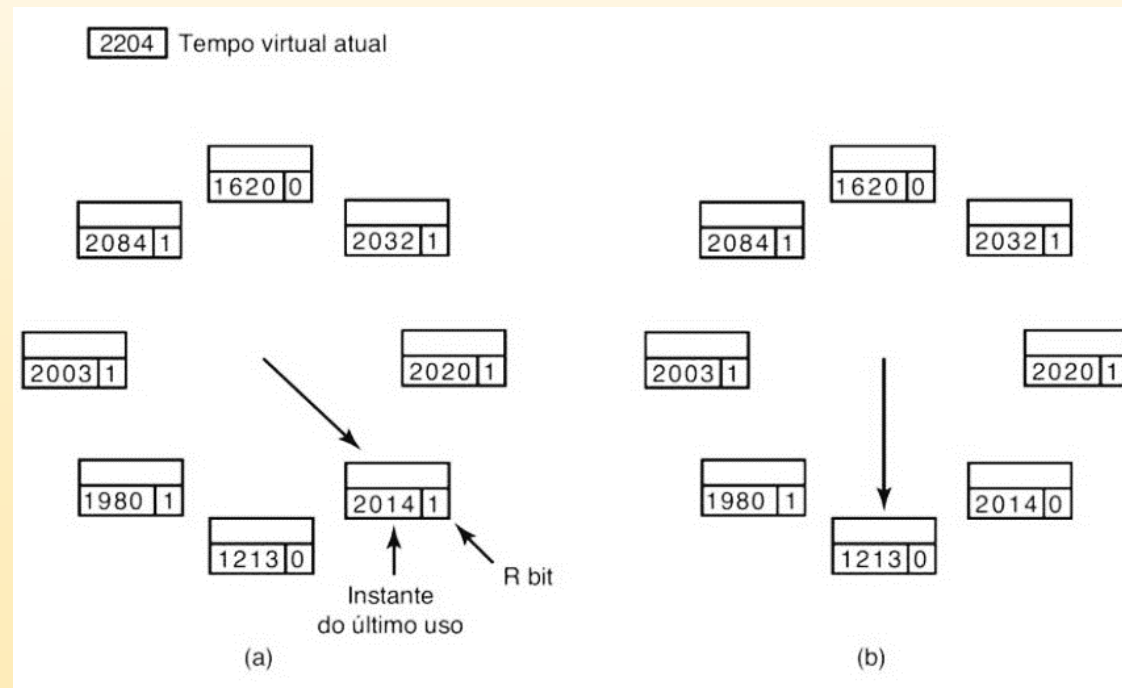 2204 Tempo virtual atual
1620 0
2084 1
2032 1
2003 1
2020 1
1980 1
2014 1
1213 0
R bit
Instante
do último uso
(a)
1620 0
2084 1
2032 1
2003 1
2020 1
1980 1
2014 0
1213 0
(b)